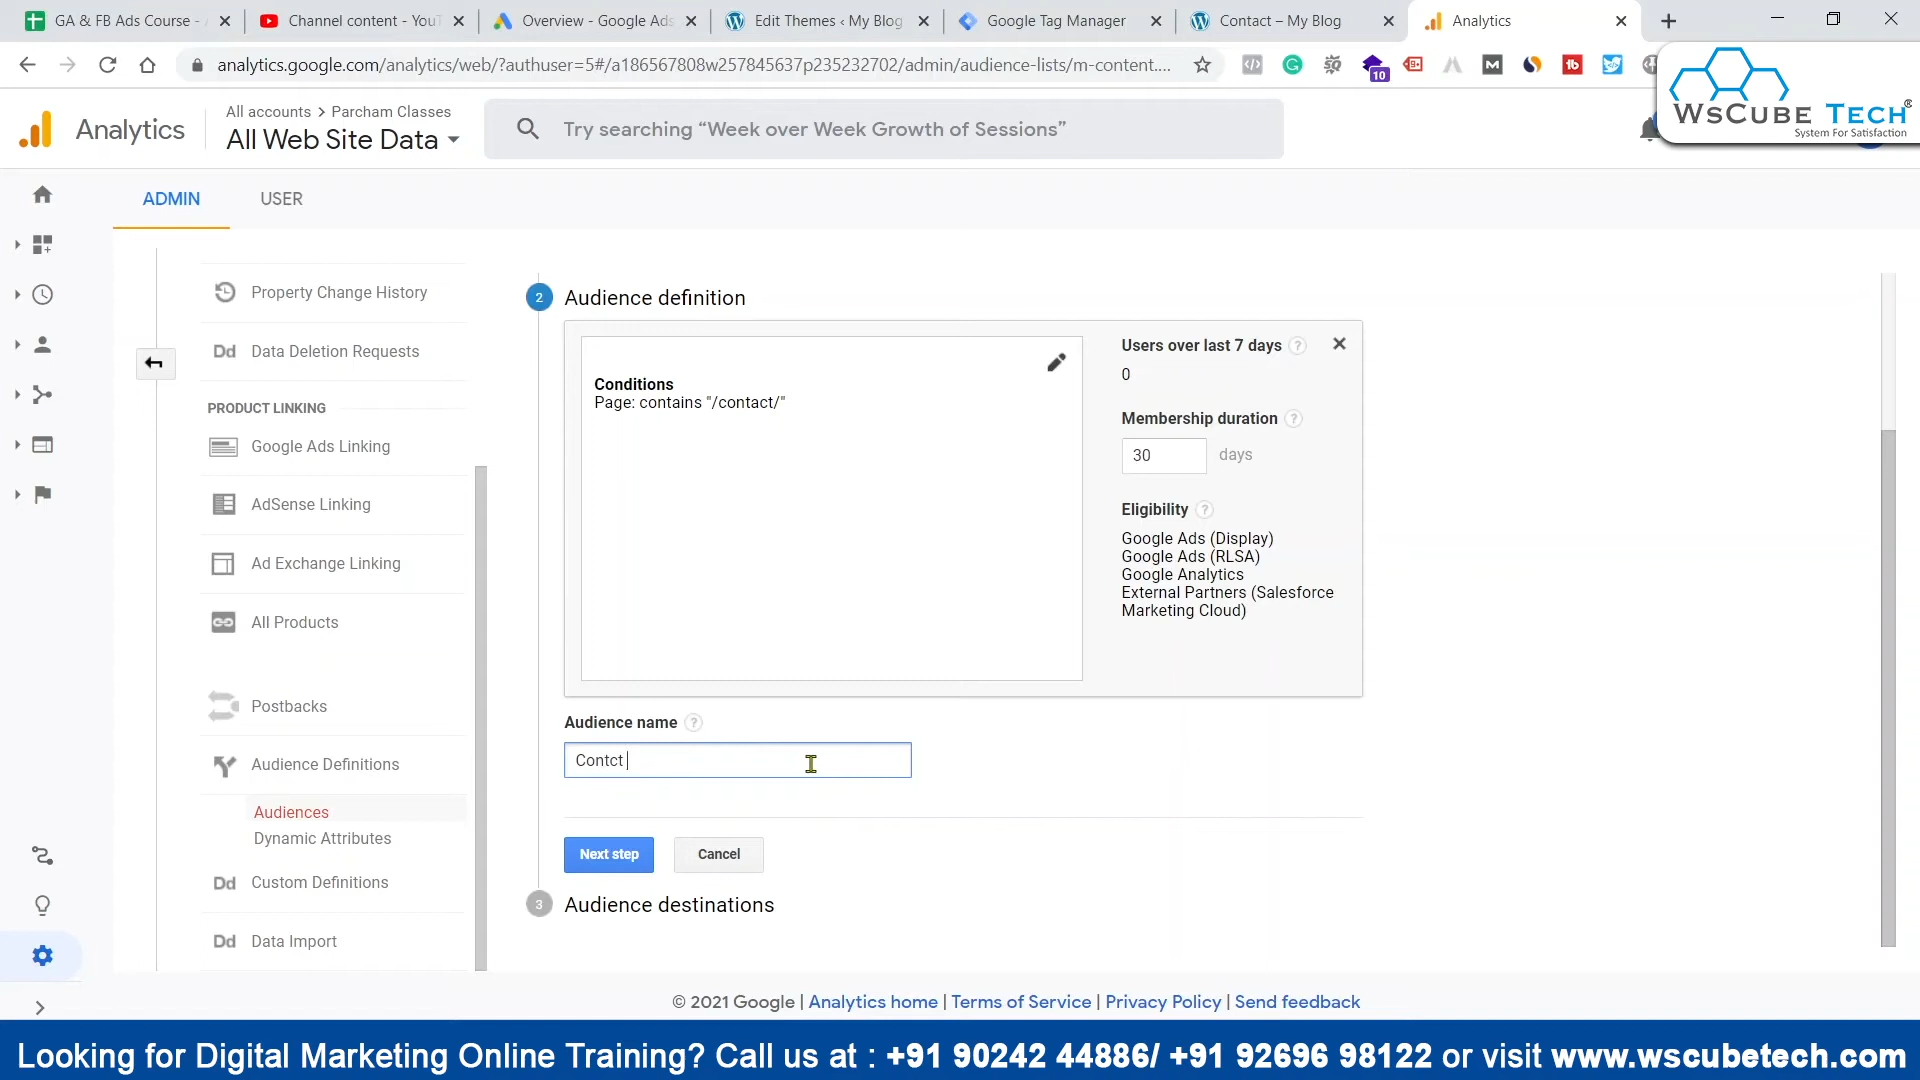 GA & FB Ads Course -
Channel content - YouT
Overview - Google Ads
Edit Themes ‹ My Blog
Google Tag Manager
Contact – My Blog
Analytics
analytics.google.com/analytics/web/?authuser=5#/a186567808w257845637p235232702/admin/audience-lists/m-content....
10
WsCube Tech®
System For Satisfaction
Analytics
All accounts > Parcham Classes
All Web Site Data
Try searching “Week over Week Growth of Sessions”
ADMIN
USER
Property Change History
Dd Data Deletion Requests
PRODUCT LINKING
Google Ads Linking
AdSense Linking
Ad Exchange Linking
All Products
Postbacks
Audience Definitions
Audiences
Dynamic Attributes
Dd Custom Definitions
Dd Data Import
2 Audience definition
Conditions
Page: contains "/contact/"
Users over last 7 days ?
0
Membership duration ?
30 days
Eligibility ?
Google Ads (Display)
Google Ads (RLSA)
Google Analytics
External Partners (Salesforce
Marketing Cloud)
Audience name ?
Contct
Next step
Cancel
3 Audience destinations
© 2021 Google | Analytics home | Terms of Service | Privacy Policy | Send feedback
Looking for Digital Marketing Online Training? Call us at : +91 90242 44886/ +91 92696 98122 or visit www.wscubetech.com